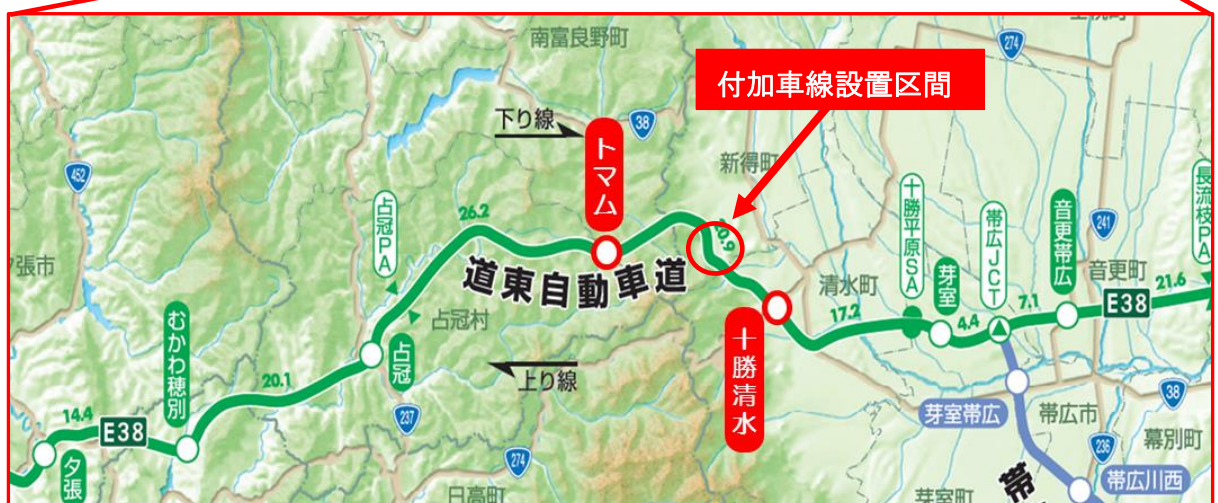 南富良野町
274
付加車線設置区間
下り線
38
トマム
新得町
452
占冠PA
26.2
20.9
十勝平原SA
帯広JCT
音更帯広
241
長流枝PA
夕張市
道東自動車道
清水町
芽室
音更町
むかわ穂別
占冠村
17.2
4.4
7.1
E38
21.6
占冠
上り線
十勝清水
20.1
14.4
E38
237
芽室帯広
帯広市
38
夕張
274
236
幕別町
日高町
芽室町
帯
帯広川西